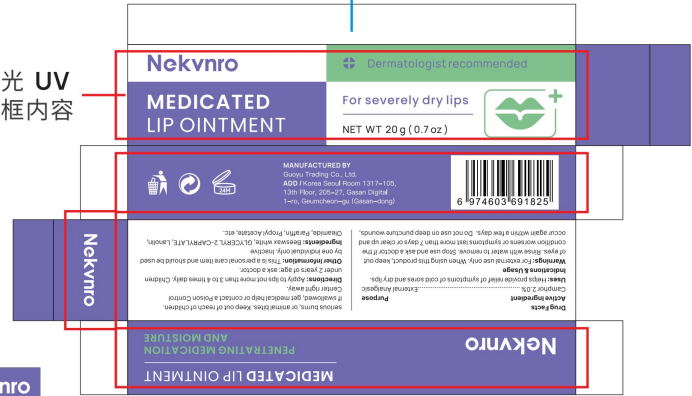 光 UV
框内容
Nekvnro
Dermatologist recommended
MEDICATED
LIP OINTMENT
For severely dry lips
NET WT 20 g ( 0.7 oz )
24H
MANUFACTURED BY
Guoyu Trading Co., Ltd.
ADD / Korea Seoul Room 1317-105,
13th Floor, 205-27, Gasan Digital
1-ro, Geumcheon-gu (Gasan-dong)
6 974603 691825
Nekvnro
Drug Facts
Active Ingredient Purpose
Camphor 2.0%......External Analgesic
Uses: Helps provide relief of symptoms of cold sores and dry lips.
Indications & Usage
Warnings: For external use only. When using this product, keep out
of eyes. Rinse with water to remove. Stop use and ask a doctor if the
condition worsens or symptoms last more than 7 days or clear up and
occur again within a few days. Do not use on deep puncture wounds,
serious burns, or animal bites. Keep out of reach of children.
If swallowed, get medical help or contact a Poison Control
Center right away.
Directions: Apply to lips not more than 3 to 4 times daily. Children
under 2 years of age: ask a doctor.
Other information: This is a personal care item and should be used
by one individual only. Inactive
Ingredients: Beeswax white, GLYCERYL 2-CAPRYLATE, Lanolin,
Olamine, Paraffin, Propyl Acetate, etc.
Nekvnro
MEDICATED LIP OINTMENT
PENETRATING MEDICATION
AND MOISTURE
nro